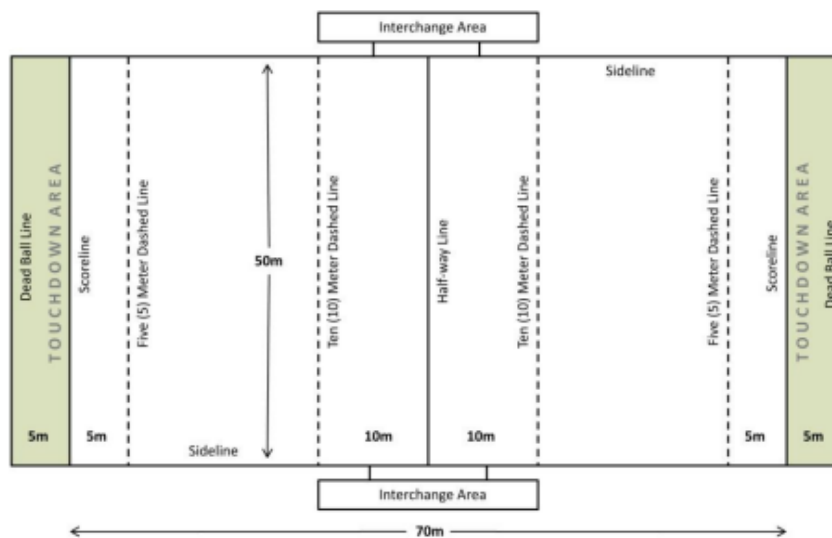 Interchange Area
Sideline
Dead Ball Line
TOUCHDOWN AREA
Scoreline
Five (5) Meter Dashed Line
50m
Ten (10) Meter Dashed Line
Half-way Line
Ten (10) Meter Dashed Line
Five (5) Meter Dashed Line
Scoreline
TOUCHDOWN AREA
Dead Ball Line
5m
5m
10m
10m
5m
5m
Sideline
Interchange Area
70m